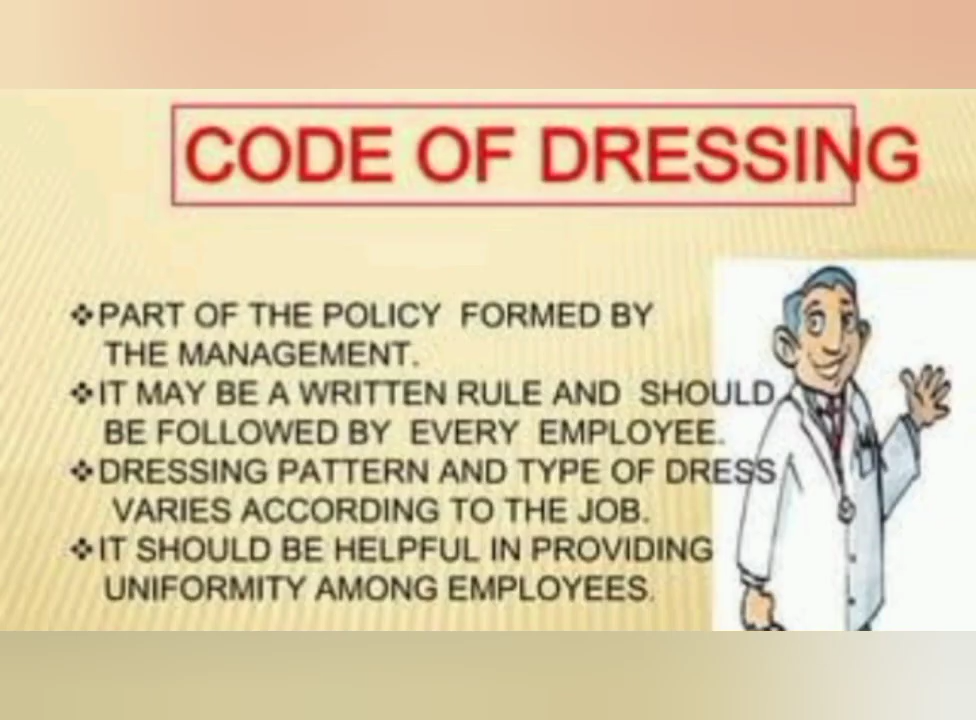 CODE OF DRESSING
❖PART OF THE POLICY FORMED BY
THE MANAGEMENT.
❖IT MAY BE A WRITTEN RULE AND SHOULD
BE FOLLOWED BY EVERY EMPLOYEE.
❖DRESSING PATTERN AND TYPE OF DRESS
VARIES ACCORDING TO THE JOB.
❖IT SHOULD BE HELPFUL IN PROVIDING
UNIFORMITY AMONG EMPLOYEES.